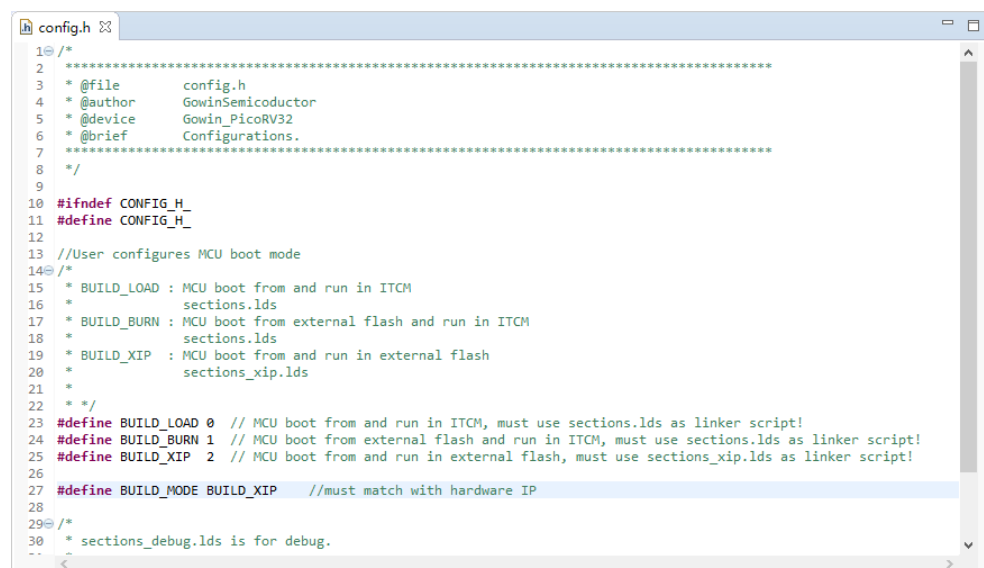 config.h
1 /*
2 ******************************************************************************************
3 * @file config.h
4 * @author GowinSemicoductor
5 * @device Gowin_PicoRV32
6 * @brief Configurations.
7 ******************************************************************************************
8 */
9
10 #ifndef CONFIG_H_
11 #define CONFIG_H_
12
13 //User configures MCU boot mode
14 /*
15 * BUILD_LOAD : MCU boot from and run in ITCM
16 * sections.lds
17 * BUILD_BURN : MCU boot from external flash and run in ITCM
18 * sections.lds
19 * BUILD_XIP : MCU boot from and run in external flash
20 * sections_xip.lds
21 *
22 * */
23 #define BUILD_LOAD 0 // MCU boot from and run in ITCM, must use sections.lds as linker script!
24 #define BUILD_BURN 1 // MCU boot from external flash and run in ITCM, must use sections.lds as linker script!
25 #define BUILD_XIP 2 // MCU boot from and run in external flash, must use sections_xip.lds as linker script!
26
27 #define BUILD_MODE BUILD_XIP //must match with hardware IP
28
29 /*
30 * sections_debug.lds is for debug.